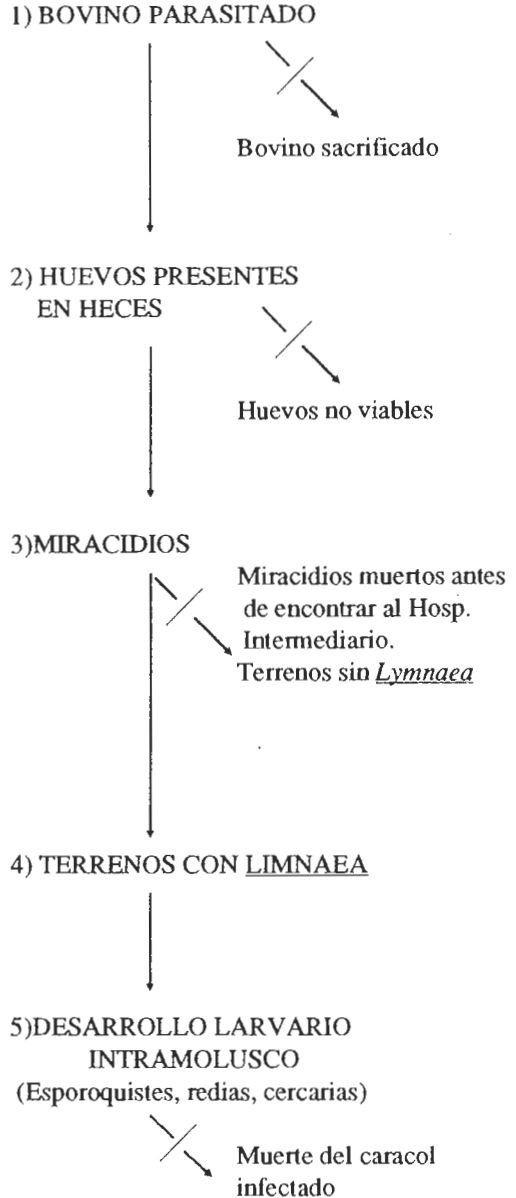 1) BOVINO PARASITADO
Bovino sacrificado
2) HUEVOS PRESENTES
EN HECES
Huevos no viables
3)MIRACIDIOS
Miracidios muertos antes
de encontrar al Hosp.
Intermediario.
Terrenos sin Lymnaea
4) TERRENOS CON LIMNAEA
5)DESARROLLO LARVARIO
INTRAMOLUSCO
(Esporoquistes, redias, cercarias)
Muerte del caracol
infectado